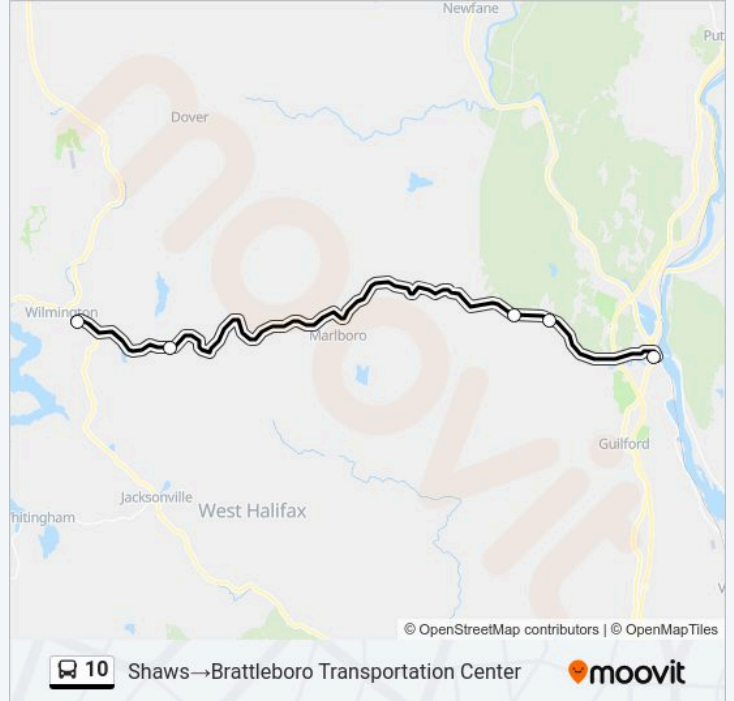 Newfane
Put
Dover
Wilmington
Marlboro
Guilford
Jacksonville
West Halifax
hitingham
V
moovit
© OpenStreetMap contributors | © OpenMapTiles
10 Shaws→Brattleboro Transportation Center moovit